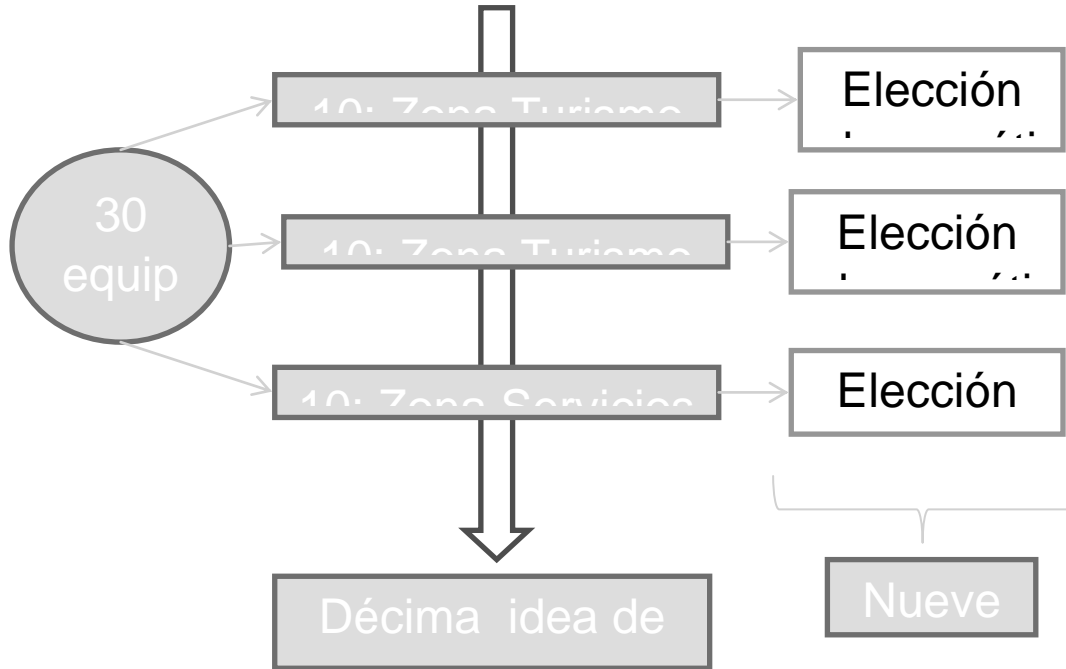 10: Zona Turismo
Elección
30
equip
10: Zona Turismo
Elección
10: Zona Servicios
Elección
Décima idea de
Nueve